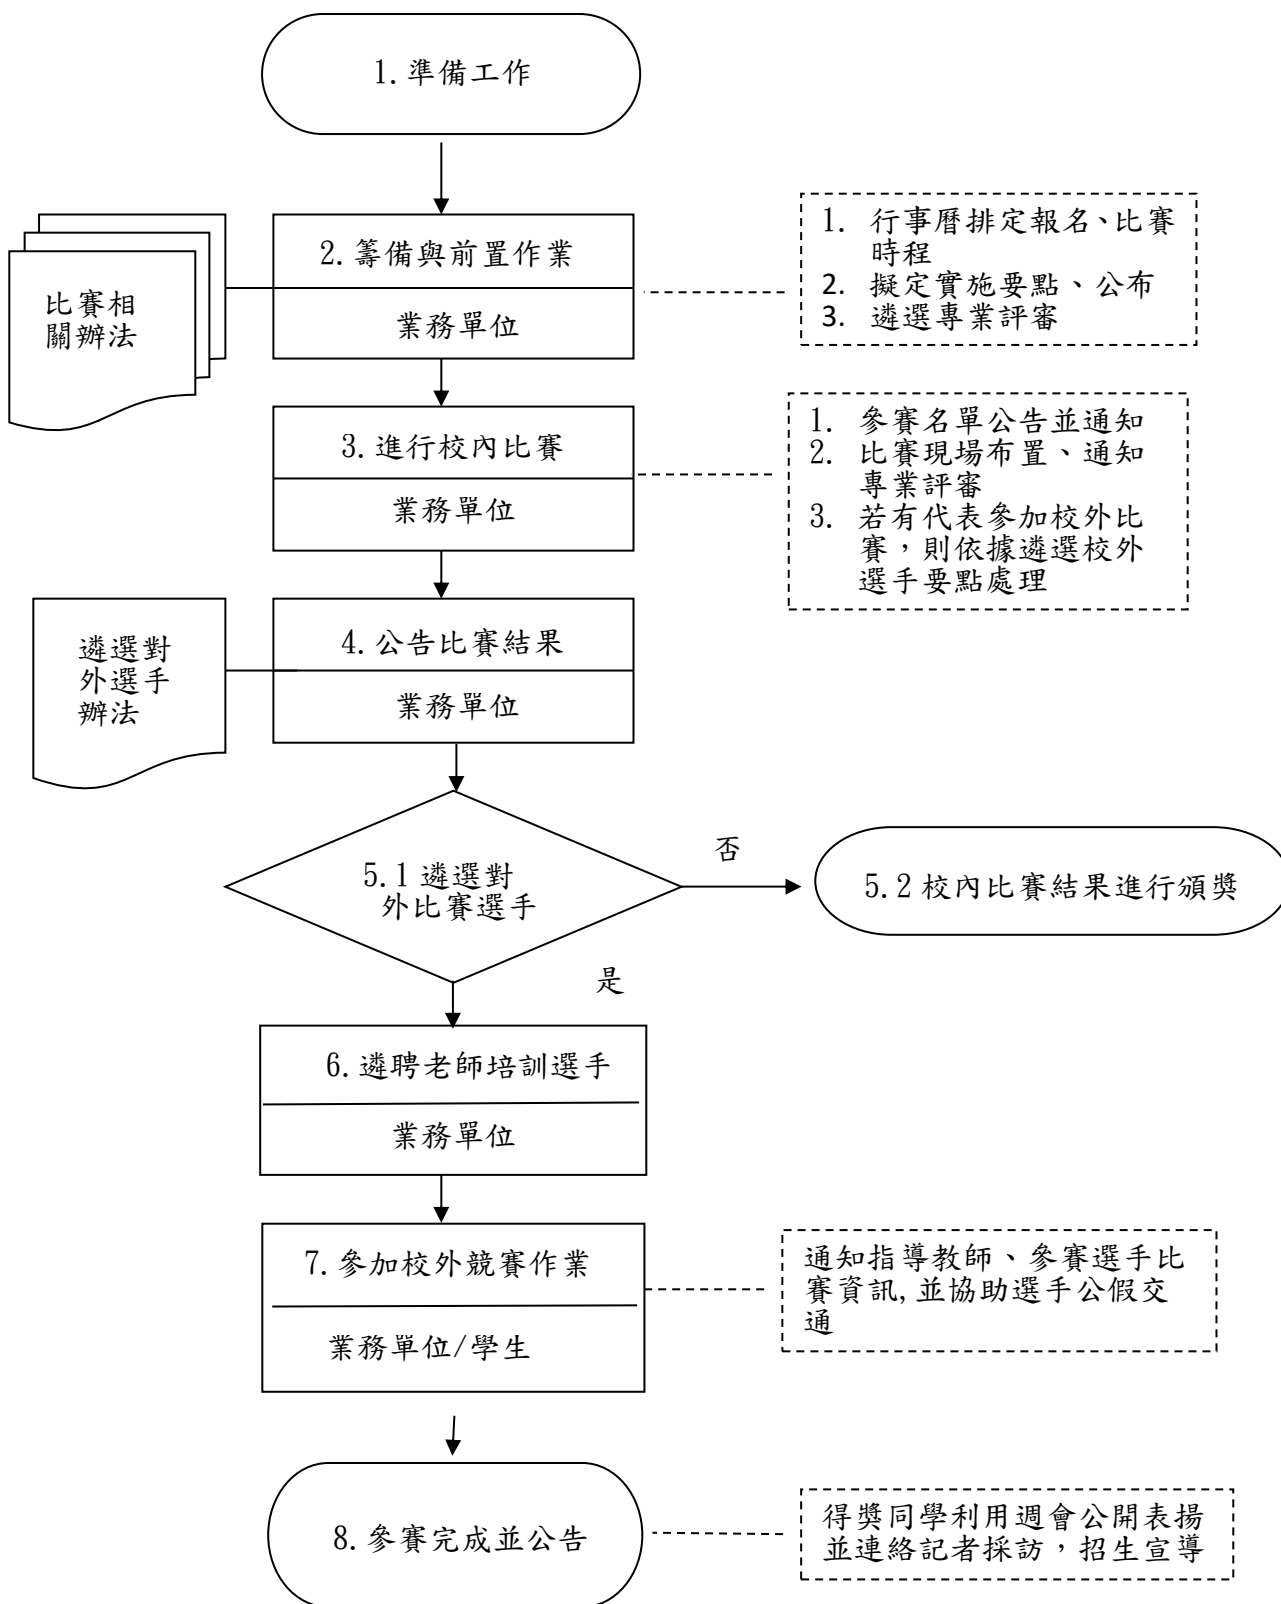 1.準備工作
2.籌備與前置作業
業務單位
比賽相
關辦法
1. 行事曆排定報名、比賽
時程
2. 擬定實施要點、公布
3. 遴選專業評審
3.進行校內比賽
業務單位
1. 參賽名單公告並通知
2. 比賽現場布置、通知
專業評審
3. 若有代表參加校外比
賽，則依據遴選校外
選手要點處理
4.公告比賽結果
業務單位
遴選對
外選手
辦法
5.1 遴選對
外比賽選手
否
5.2 校內比賽結果進行頒獎
是
6.遴聘老師培訓選手
業務單位
7.參加校外競賽作業
業務單位/學生
通知指導教師、參賽選手比
賽資訊,並協助選手公假交
通
8.參賽完成並公告
得獎同學利用週會公開表揚
並連絡記者採訪，招生宣導